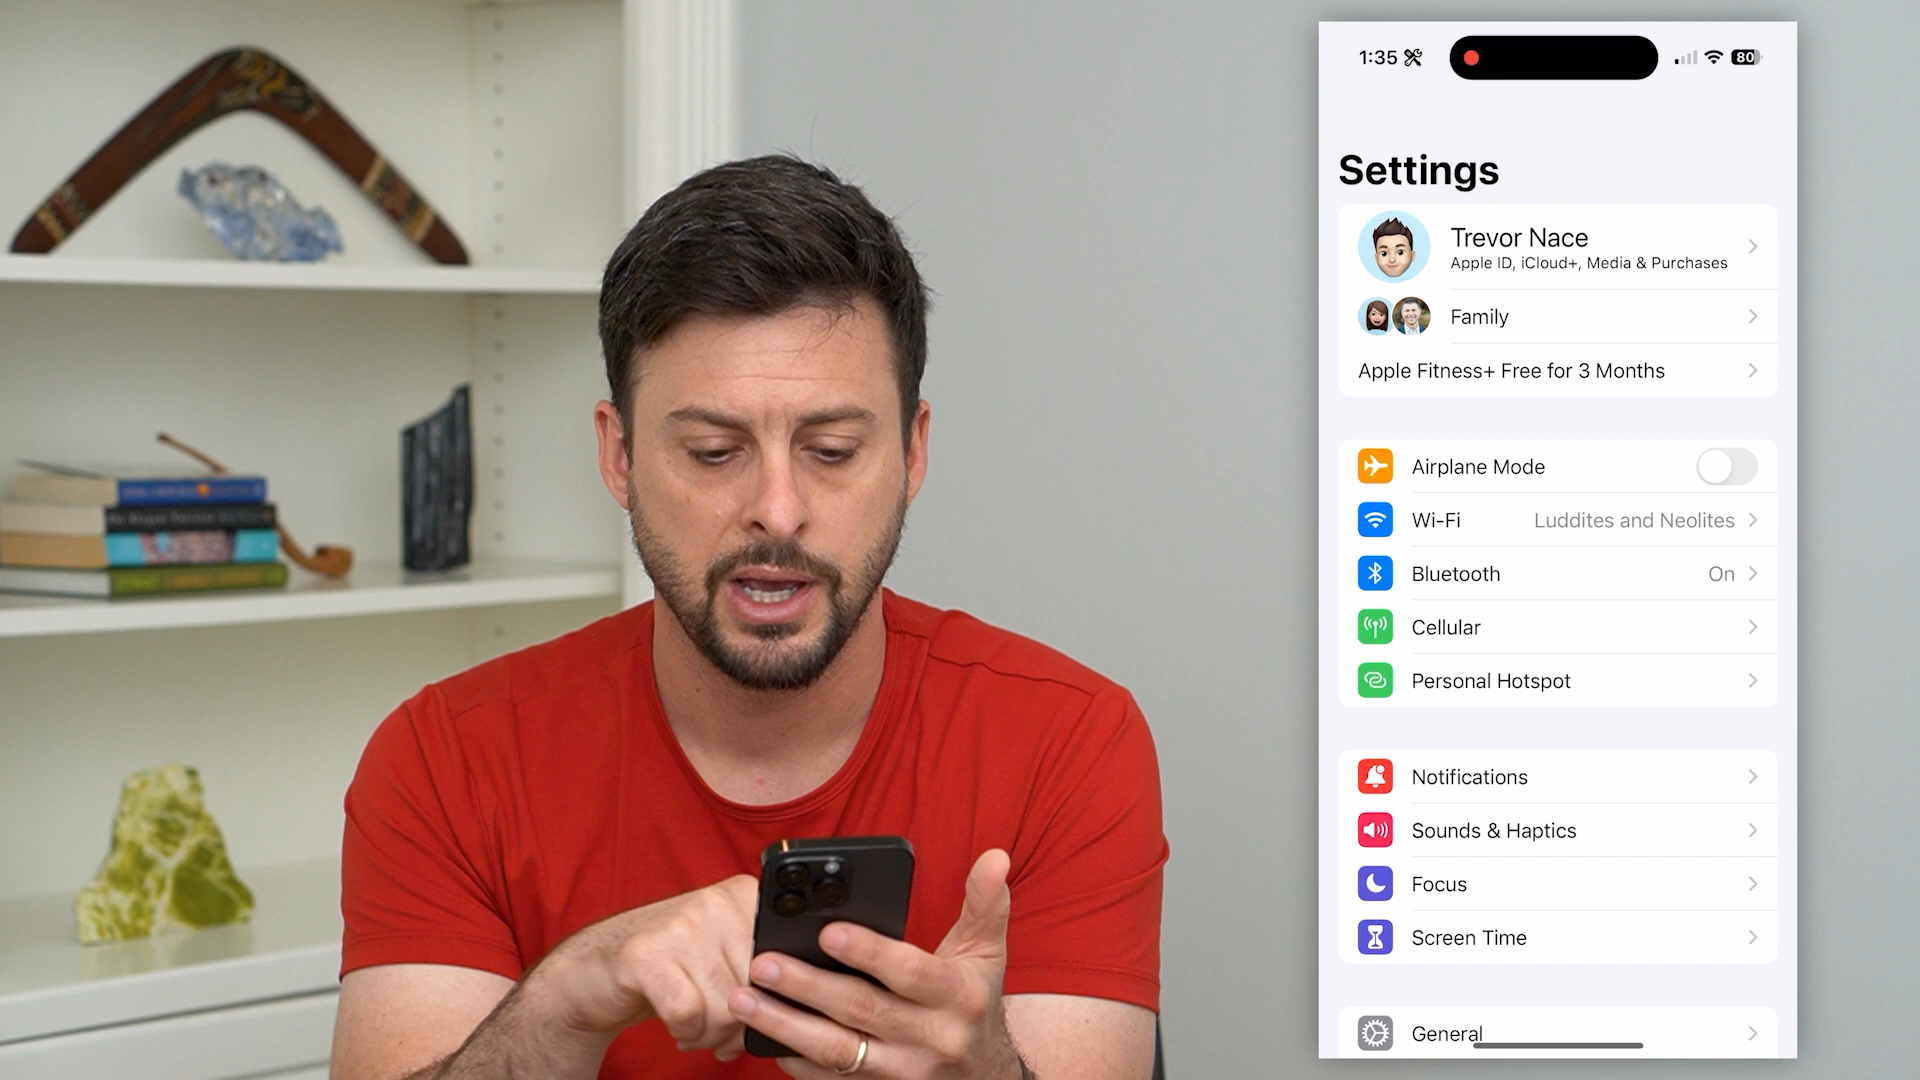 1:35
80
Settings
Trevor Nace
Apple ID, iCloud+, Media & Purchases
Family
Apple Fitness+ Free for 3 Months
Airplane Mode
Wi-Fi Luddites and Neolites
Bluetooth On
Cellular
Personal Hotspot
Notifications
Sounds & Haptics
Focus
Screen Time
General